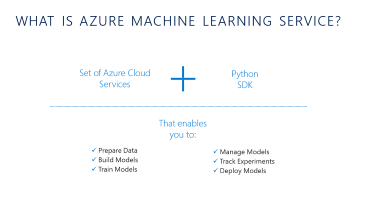 WHAT IS AZURE MACHINE LEARNING SERVICE?
Set of Azure Cloud
Services
Python
SDK
That enables
you to:
✓ Prepare Data
✓ Build Models
✓ Train Models
✓ Manage Models
✓ Track Experiments
✓ Deploy Models